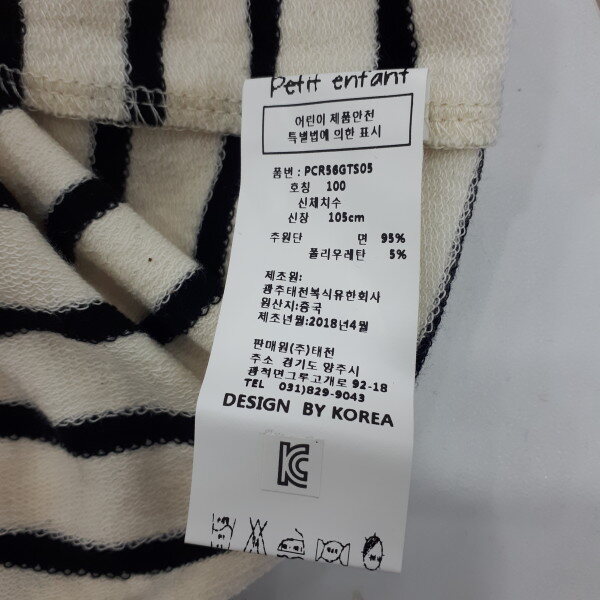 Petit enfant
어린이 제품안전
특별법에 의한 표시
품번 : PCR56GTS05
호칭 100
신체치수
신장 105cm
추원단 면 95%
폴리우레탄 5%
제조원:
광주태천복식유한회사
원산지:중국
제조년월:2018년4월
판매원(주)태천
주소 경기도 양주시
광적면그루고개로 92-18
TEL 031)829-9043
DESIGN BY KOREA
KC